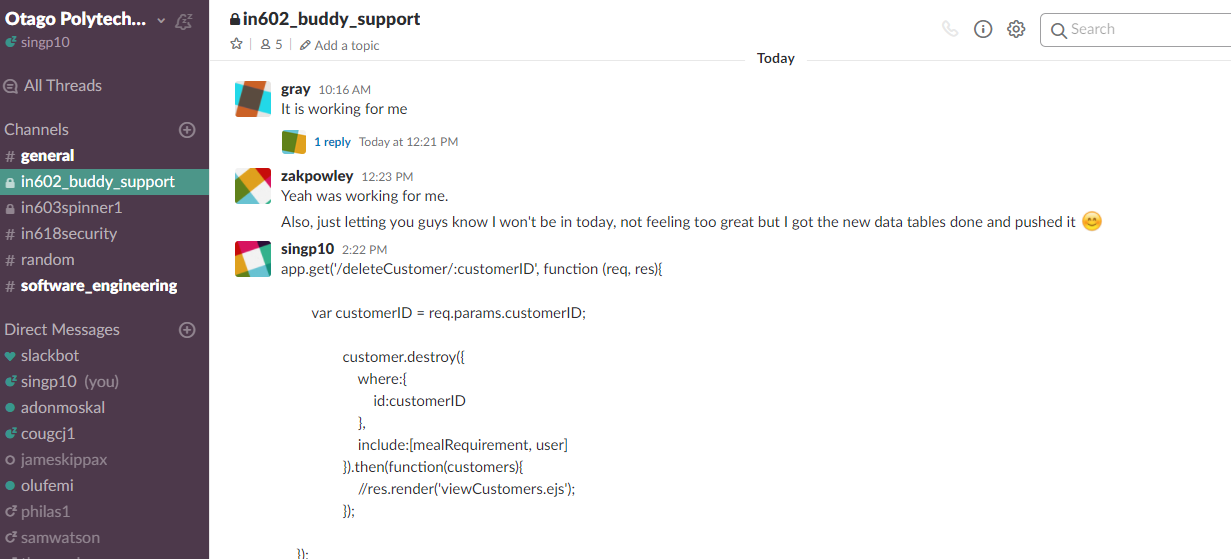 Otago Polytech...
singp10
All Threads
Channels
# general
in602_buddy_support
in603spinner1
# in618security
# random
# software_engineering
Direct Messages
slackbot
singp10 (you)
adonmoskal
cougcj1
jameskippax
olufemi
philas1
samwatson
in602_buddy_support
5 Add a topic
Search
Today
gray 10:16 AM
It is working for me
1 reply Today at 12:21 PM
zakpowley 12:23 PM
Yeah was working for me.
Also, just letting you guys know I won't be in today, not feeling too great but I got the new data tables done and pushed it 😊
singp10 2:22 PM
app.get('/deleteCustomer/:customerID', function (req, res){
var customerID = req.params.customerID;
customer.destroy({
where:{
id:customerID
},
include:[mealRequirement, user]
}).then(function(customers){
//res.render('viewCustomers.ejs');
});
});